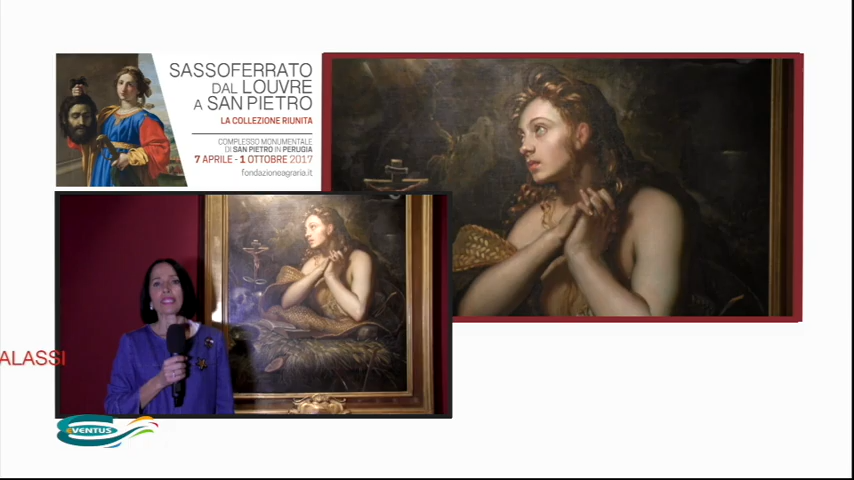 SASSOFERRATO
DAL LOUVRE
A SAN PIETRO
LA COLLEZIONE RIUNITA
COMPLESSO MONUMENTALE
DI SAN PIETRO IN PERUGIA
7 APRILE - 1 OTTOBRE 2017
fondazioneagraria.it
ALASSI
EVENTUS